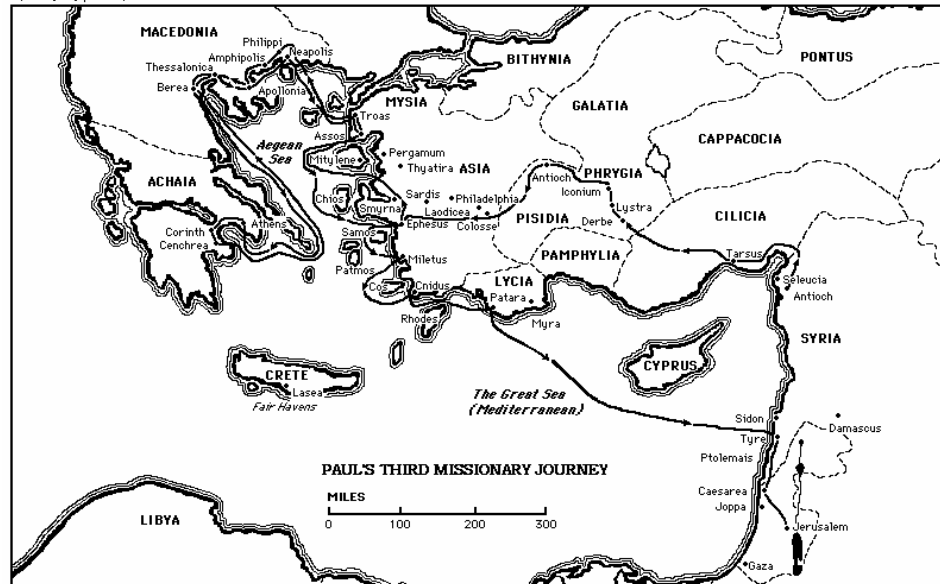 MACEDONIA
Philippi
Neapolis
Amphipolis
Thessalonica
Berea
Apollonia
BITHYNIA
PONTUS
MYSIA
GALATIA
Troas
Assos
CAPPACOCIA
Aegean
Sea
Mitylene
Pergamum
Thyatira
ASIA
Antioch
PHRYGIA
Iconium
ACHAIA
Chios
Sardis
Smyrna
Philadelphia
Laodicea
Colosse
PISIDIA
Lystra
Derbe
CILICIA
Athens
Ephesus
Corinth
Cenchrea
Samos
PAMPHYLIA
Tarsus
Miletus
Patmos
LYCIA
Seleucia
Cos
Cnidus
Patara
Antioch
Rhodes
Myra
SYRIA
CRETE
CYPRUS
Lasea
Fair Havens
The Great Sea
(Mediterranean)
Sidon
Damascus
Tyre
Ptolemais
PAUL'S THIRD MISSIONARY JOURNEY
MILES
0 100 200 300
Caesarea
Joppa
LIBYA
Jerusalem
Gaza